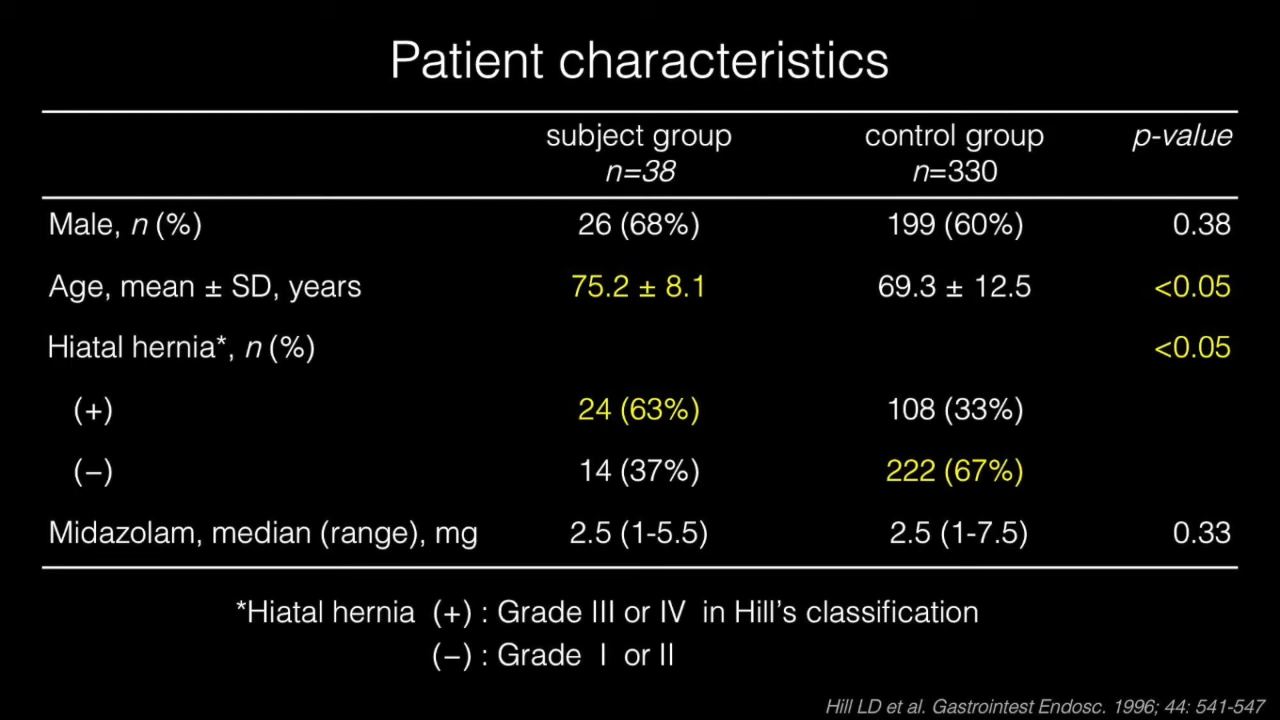 Patient characteristics
subject group control group p-value
n=38 n=330
Male, n (%) 26 (68%) 199 (60%) 0.38
Age, mean ± SD, years 75.2 ± 8.1 69.3 ± 12.5 <0.05
Hiatal hernia*, n (%) <0.05
(+) 24 (63%) 108 (33%)
(−) 14 (37%) 222 (67%)
Midazolam, median (range), mg 2.5 (1-5.5) 2.5 (1-7.5) 0.33
*Hiatal hernia (+) : Grade III or IV in Hill's classification
(−) : Grade I or II
Hill LD et al. Gastrointest Endosc. 1996; 44: 541-547